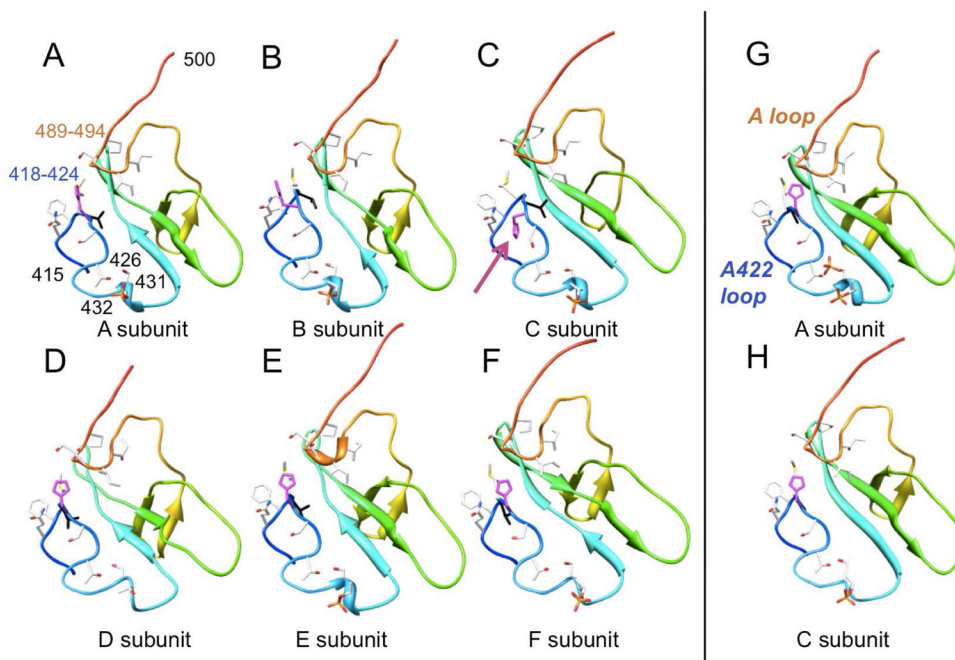 A
500
489-494
418-424
415
426
431
432
A subunit
B
B subunit
C
C subunit
G
A loop
A422
loop
A subunit
D
D subunit
E
E subunit
F
F subunit
H
C subunit